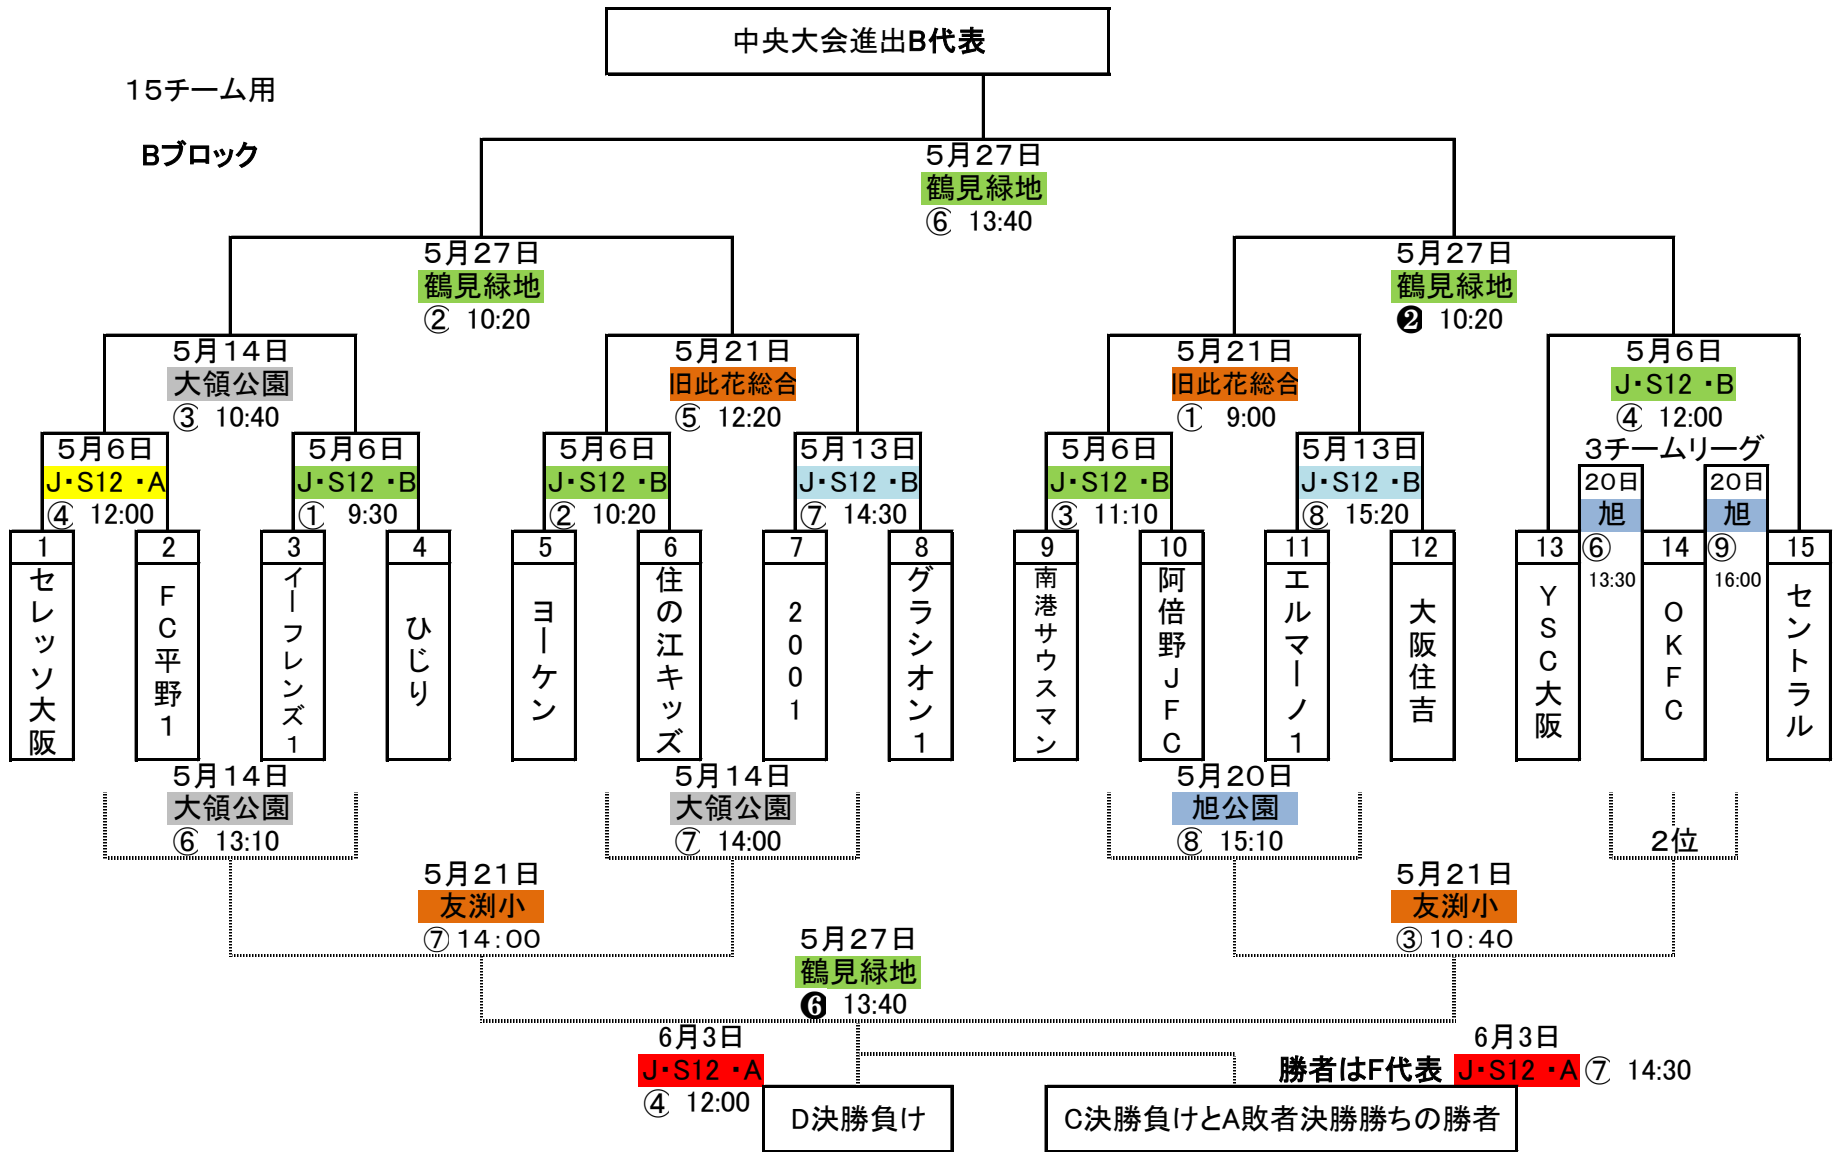 中央大会進出B代表
15チーム用
Bブロック
5月27日
鶴見緑地
⑥ 13:40
5月27日
鶴見緑地
② 10:20
5月27日
鶴見緑地
❷ 10:20
5月14日
大領公園
③ 10:40
5月21日
旧此花総合
⑤ 12:20
5月21日
旧此花総合
① 9:00
5月6日
J・S12・B
④ 12:00
3チームリーグ
5月6日
J・S12・A
④ 12:00
5月6日
J・S12・B
① 9:30
5月6日
J・S12・B
② 10:20
5月13日
J・S12・B
⑦ 14:30
5月6日
J・S12・B
③ 11:10
5月13日
J・S12・B
⑧ 15:20
20日
旭
⑥
13:30
20日
旭
⑨
16:00
1
セレッソ大阪
2
FC平野1
3
イーフレンズ1
4
ひじり
5
ヨーケン
6
住の江キッズ
7
2001
8
グラシオン1
9
南港サウスマン
10
阿倍野JFC
11
エルマーノ1
12
大阪住吉
13
YSC大阪
14
OKFC
15
セントラル
5月14日
大領公園
⑥ 13:10
5月14日
大領公園
⑦ 14:00
5月20日
旭公園
⑧ 15:10
2位
5月21日
友渕小
⑦ 14:00
5月21日
友渕小
③ 10:40
5月27日
鶴見緑地
❻ 13:40
6月3日
J・S12・A
④ 12:00
D決勝負け
6月3日
勝者はF代表 J・S12・A ⑦ 14:30
C決勝負けとA敗者決勝勝ちの勝者